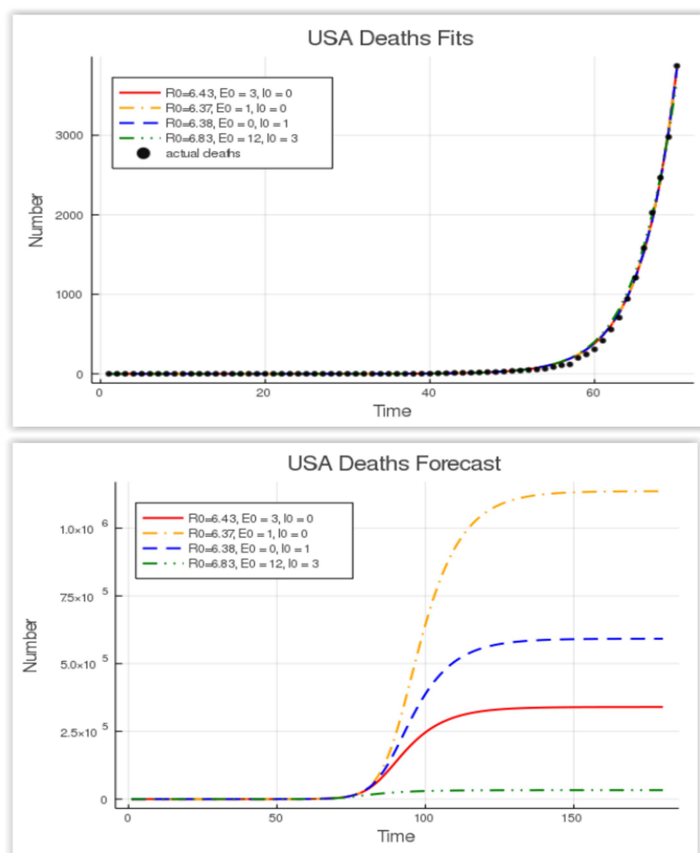 USA Deaths Fits
R0=6.43, E0 = 3, I0 = 0
R0=6.37, E0 = 1, I0 = 0
R0=6.38, E0 = 0, I0 = 1
R0=6.83, E0 = 12, I0 = 3
actual deaths
Number
3000
2000
1000
0
0 20 40 60
Time
USA Deaths Forecast
R0=6.43, E0 = 3, I0 = 0
R0=6.37, E0 = 1, I0 = 0
R0=6.38, E0 = 0, I0 = 1
R0=6.83, E0 = 12, I0 = 3
Number
1.0×10 6
75×10 5
5.0×10 5
2.5×10 5
0
0 50 100 150
Time